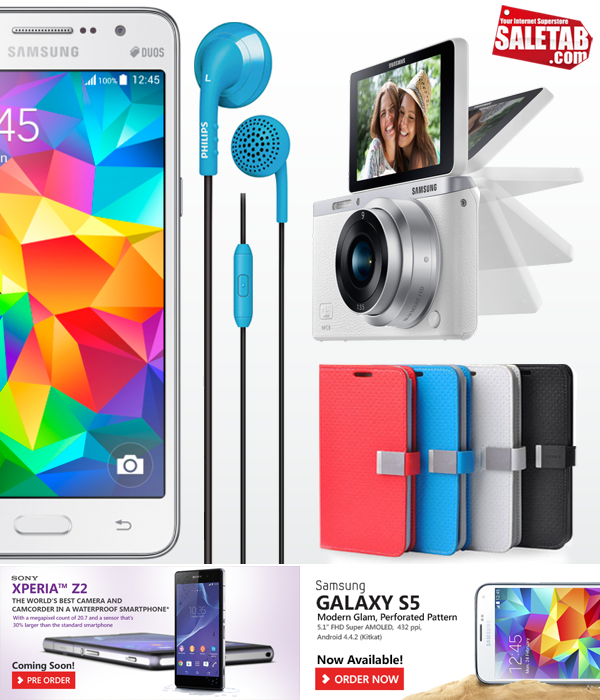 Your Internet Superstore
SALETAB
.com
SAMSUNG
DUOS
100%
12:45
45
L
PHILIPS
SAMSUNG
SAMSUNG
SONY
XPERIA™ Z2
THE WORLD'S BEST CAMERA AND
CAMCORDER IN A WATERPROOF SMARTPHONE*
With a megapixel count of 20.7 and a sensor that's
30% larger than the standard smartphone
Coming Soon!
PRE ORDER
Samsung
GALAXY S5
Modern Glam, Perforated Pattern
5.1" FHD Super AMOLED, 432 ppi,
Android 4.4.2 (Kitkat)
Now Available!
ORDER NOW
SAMSUNG
12:45